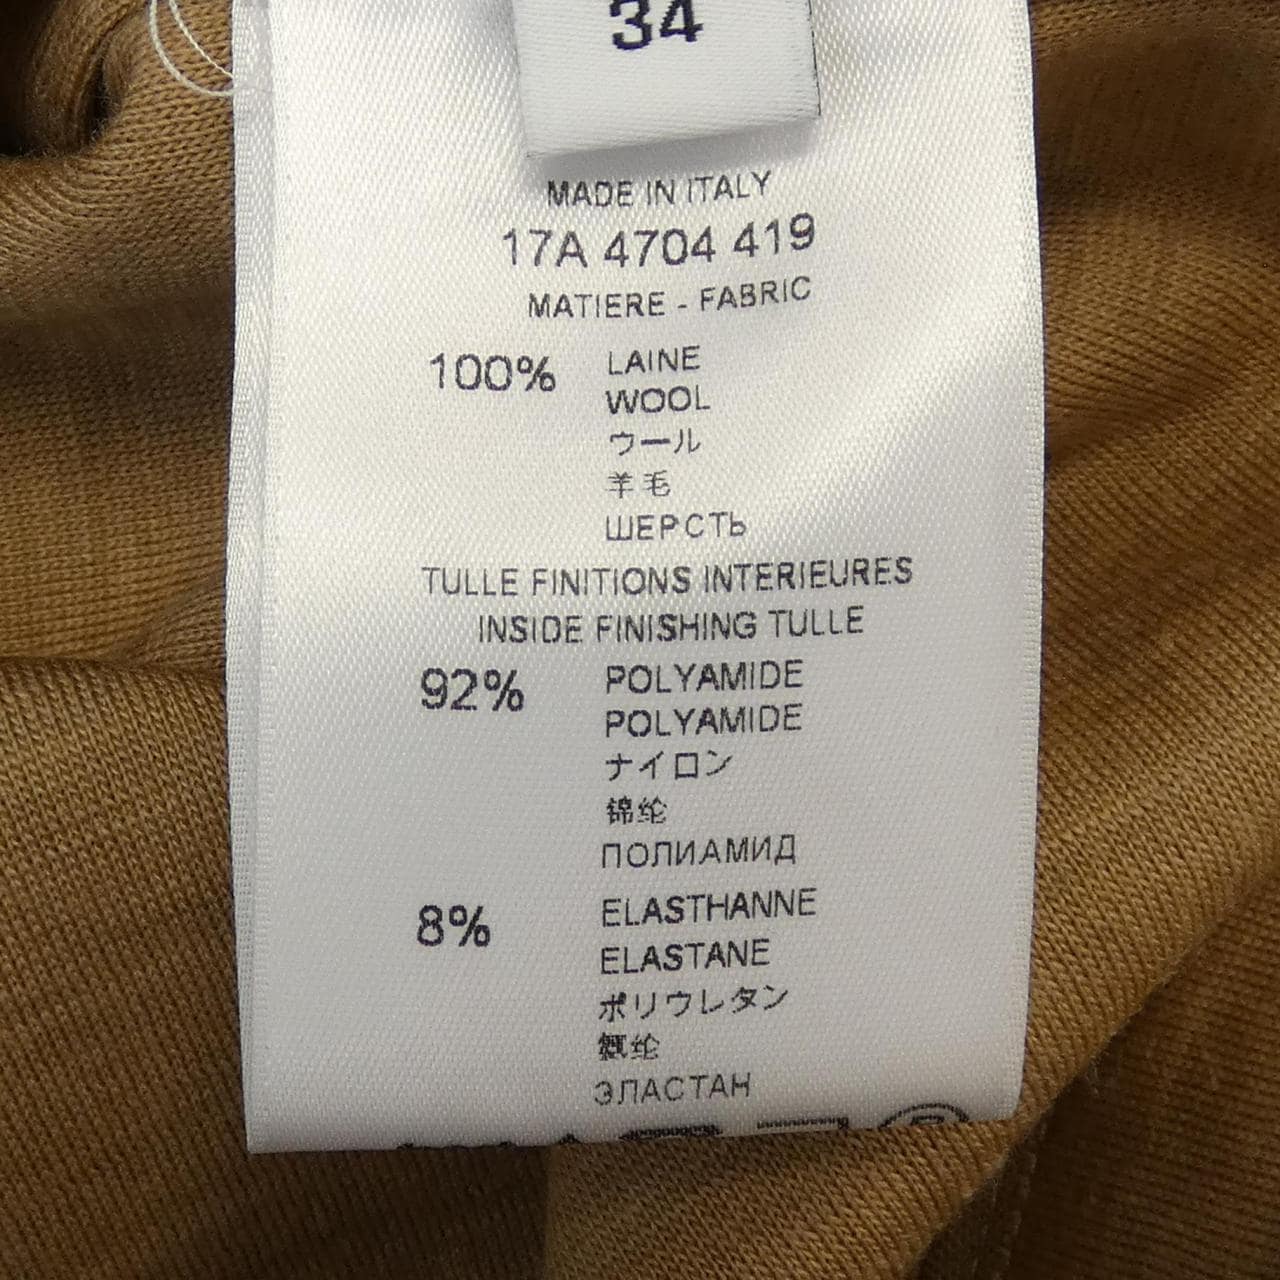 34
MADE IN ITALY
17A 4704 419
MATIERE - FABRIC
100% LAINE
WOOL
ウール
羊毛
ШЕРСТЬ
TULLE FINITIONS INTERIEURES
INSIDE FINISHING TULLE
92% POLYAMIDE
POLYAMIDE
ナイロン
锦纶
ПОЛИАМИД
8% ELASTHANNE
ELASTANE
ポリウレタン
氨纶
ЭЛАСТАН